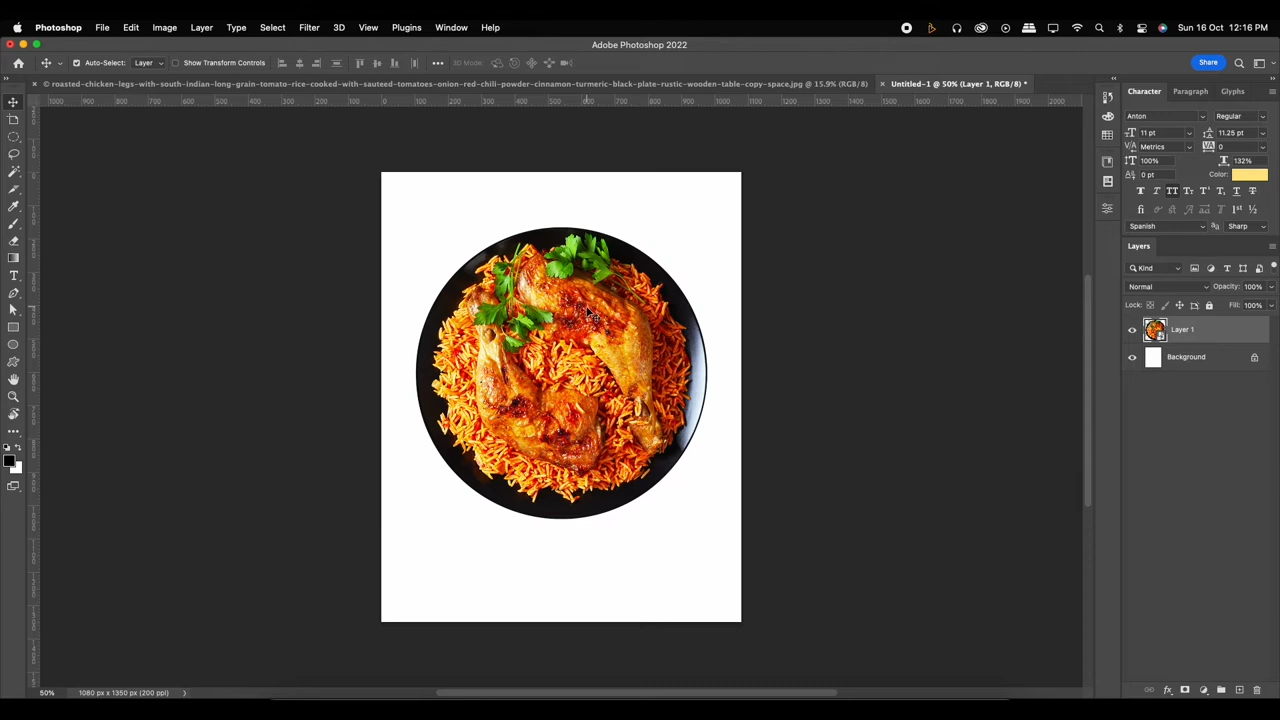 Photoshop File Edit Image Layer Type Select Filter 3D View Plugins Window Help Sun 16 Oct 12:16 PM
Adobe Photoshop 2022
Auto-Select: Layer Show Transform Controls 3D Mode: Share
© roasted-chicken-legs-with-south-indian-long-grain-tomato-rice-cooked-with-sauteed-tomatoes-onion-red-chili-powder-cinnamon-turmeric-black-plate-rustic-wooden-table-copy-space.jpg @ 15.9% (RGB/8) Untitled-1 @ 50% (Layer 1, RGB/8) *
Character Paragraph Glyphs
Anton Regular
11 pt 11.25 pt
Metrics 0
100% 132%
0 pt Color:
Spanish Sharp
Layers
Kind
Normal Opacity: 100%
Lock: Fill: 100%
Layer 1
Background
50% 1080 px x 1350 px (200 ppi)